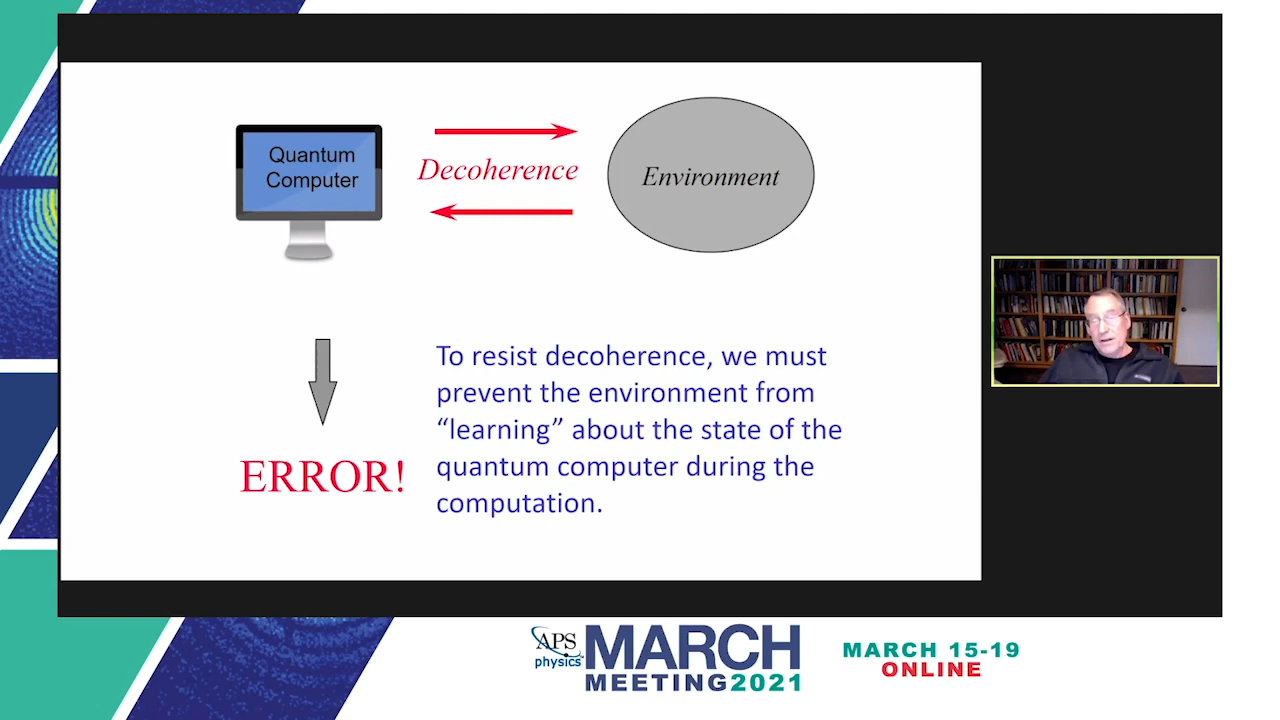 Quantum
Computer
Decoherence
Environment
ERROR!
To resist decoherence, we must
prevent the environment from
“learning” about the state of the
quantum computer during the
computation.
APS
physics
MARCH
MEETING2021
MARCH 15-19
ONLINE